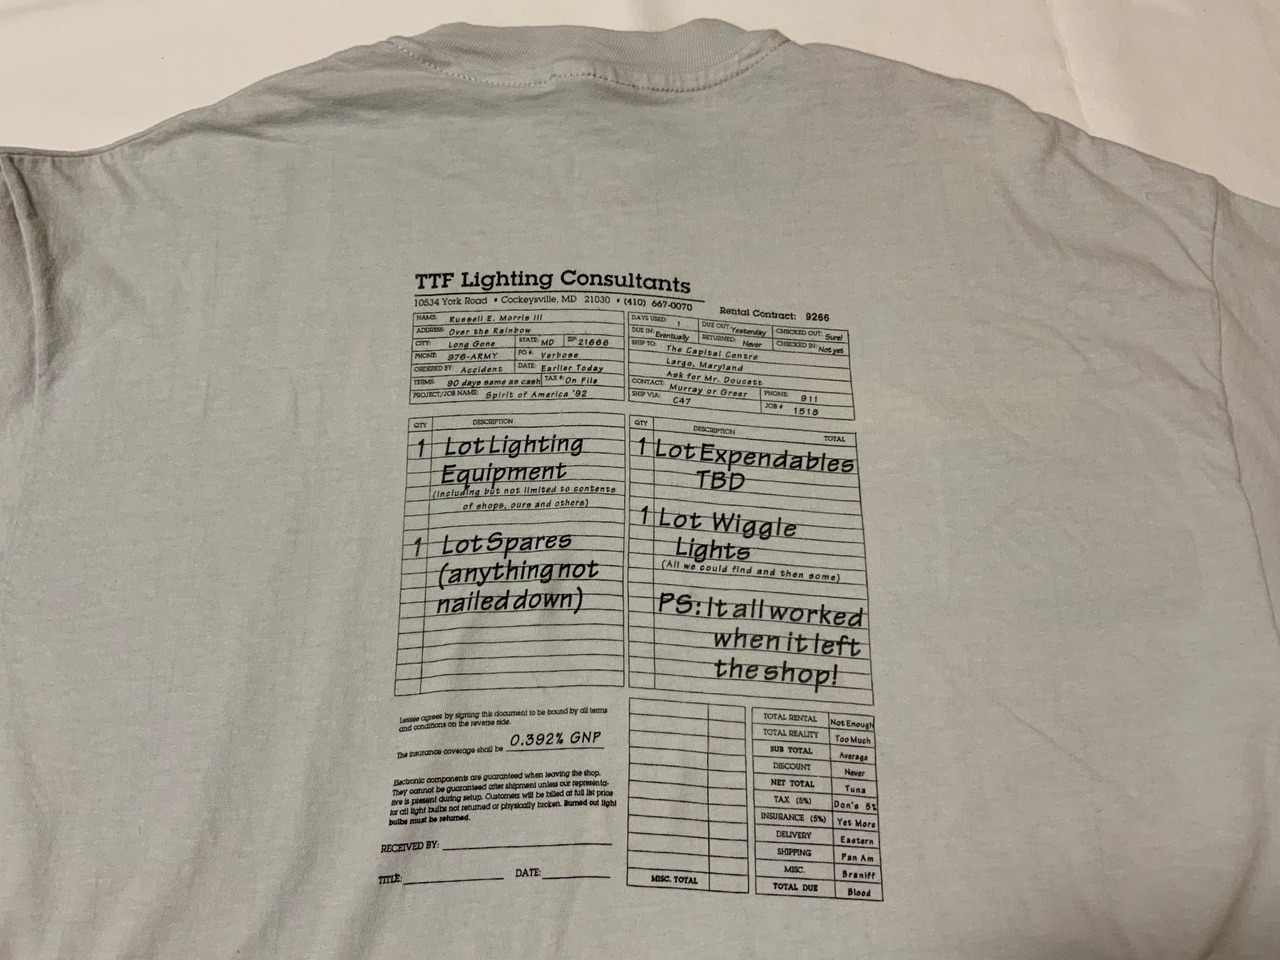 TTF Lighting Consultants
10534 York Road • Cockeysville, MD 21030 • (410) 667-0070
Rental Contract: 9266
NAME: Russell E. Morris III
ADDRESS: Over the Rainbow
CITY: Long Gone STATE: MD ZIP: 21666
PHONE: 976-ARMY PO #: Verbose
ORDERED BY: Accident DATE: Earlier Today
TERMS: 90 days same as cash TAX #: On File
PROJECT/JOB NAME: Spirit of America '92
DAYS USED: 1 DUE OUT: Yesterday CHECKED OUT: Sure!
DUE IN: Eventually RETURNED: Never CHECKED IN: Not yet
SHIP TO: The Capital Centre
Largo, Maryland
Ask for Mr. Doucett
CONTACT: Murray or Greer PHONE: 911
SHIP VIA: C47 JOB # 1518
QTY DESCRIPTION
1 Lot Lighting
Equipment
(Including but not limited to contents
of shops, ours and others)
1 Lot Spares
(anything not
nailed down)
QTY DESCRIPTION TOTAL
1 Lot Expendables
TBD
1 Lot Wiggle
Lights
(All we could find and then some)
PS: It all worked
when it left
the shop!
Lessee agrees by signing this document to be bound by all terms
and conditions on the reverse side.
The insurance coverage shall be 0.392% GNP
Electronic components are guaranteed when leaving the shop.
They cannot be guaranteed after shipment unless our representa-
tive is present during setup. Customers will be billed at full list price
for all light bulbs not returned or physically broken. Burned out light
bulbs must be returned.
RECEIVED BY:
TITLE: DATE:
MISC. TOTAL
TOTAL RENTAL Not Enough
TOTAL REALITY Too Much
SUB TOTAL Average
DISCOUNT Never
NET TOTAL Tuna
TAX (5%) Don's 5%
INSURANCE (5%) Yet More
DELIVERY Eastern
SHIPPING Pan Am
MISC. Braniff
TOTAL DUE Blood